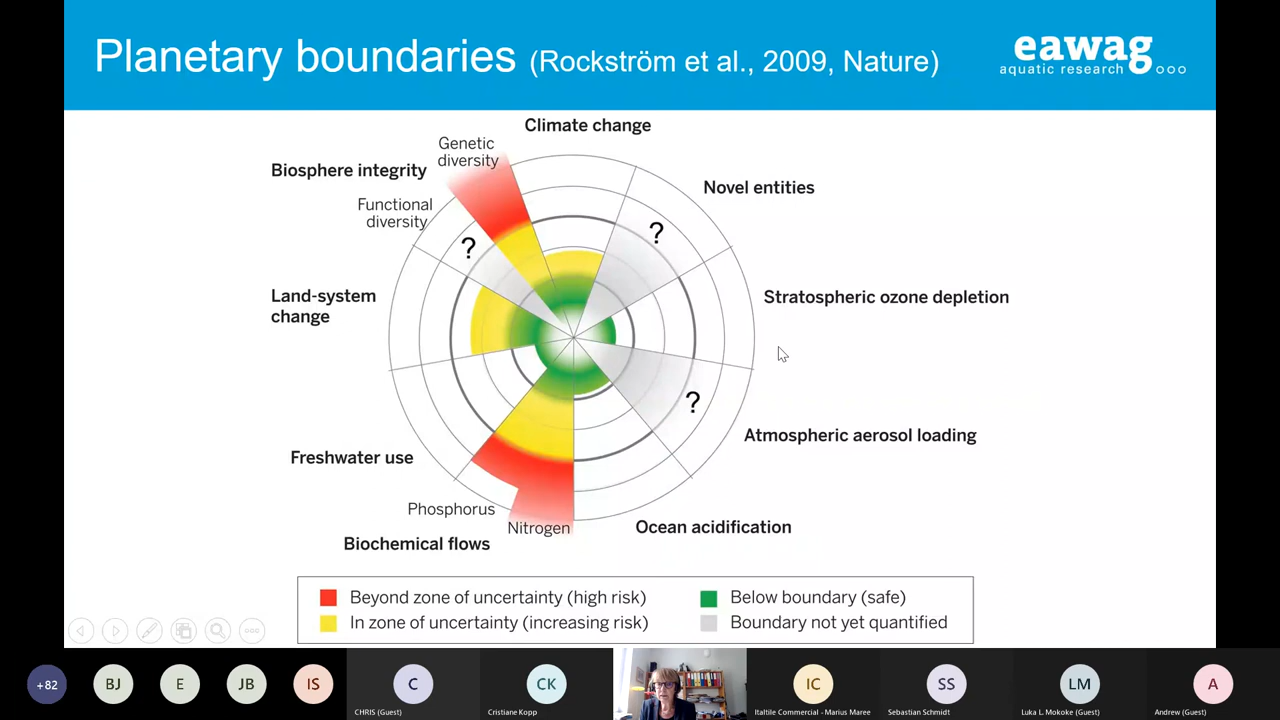 Planetary boundaries (Rockström et al., 2009, Nature)
eawag
aquatic research
Climate change
Genetic
diversity
Biosphere integrity
Novel entities
Functional
diversity
?
?
Land-system
change
Stratospheric ozone depletion
?
Atmospheric aerosol loading
Freshwater use
Phosphorus
Nitrogen
Ocean acidification
Biochemical flows
Beyond zone of uncertainty (high risk)
Below boundary (safe)
In zone of uncertainty (increasing risk)
Boundary not yet quantified
+82
BJ
E
JB
IS
C
CK
IC
SS
LM
A
CHRIS (Guest)
Cristiane Kopp
Italtile Commercial - Marius Maree
Sebastian Schmidt
Luka L. Mokoke (Guest)
Andrew (Guest)